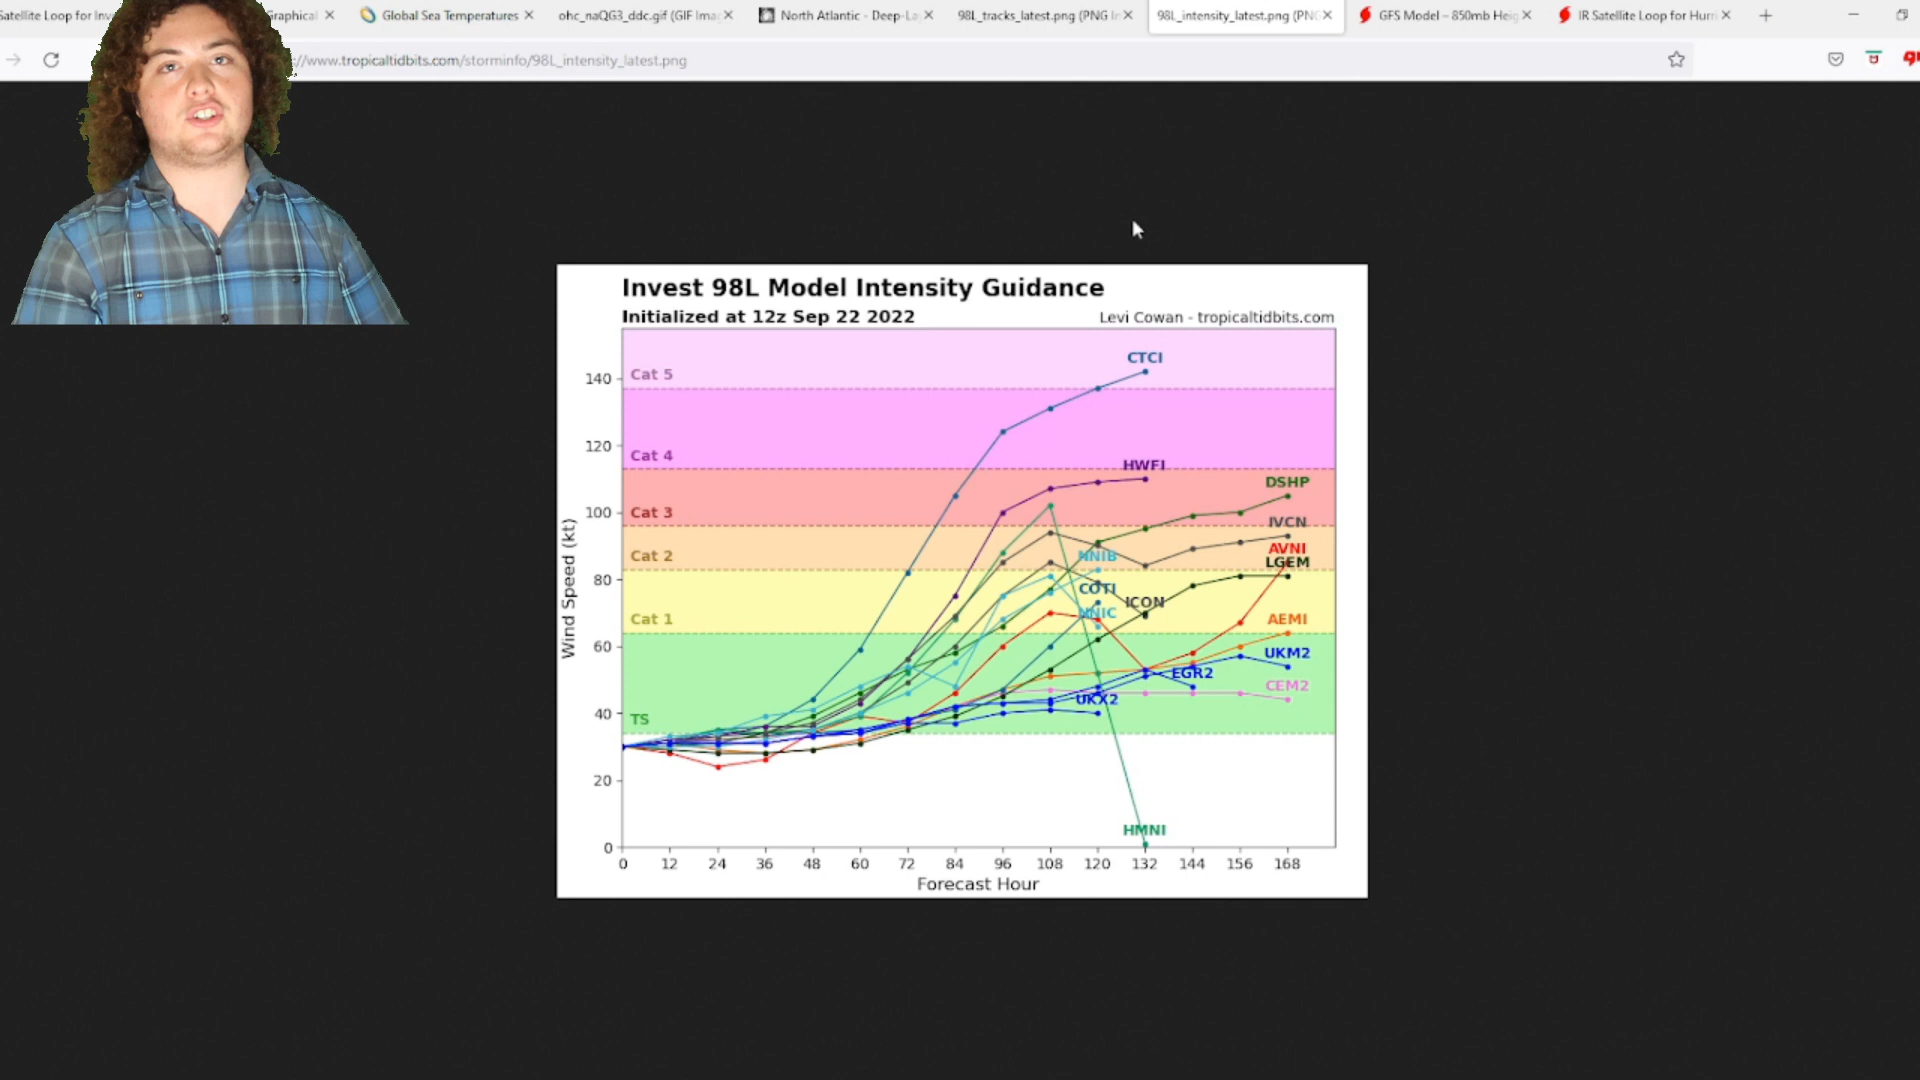 Satellite Loop for Inv
Graphical
Global Sea Temperatures
ohc_naQG3_ddc.gif (GIF Ima
North Atlantic - Deep-La
98L_tracks_latest.png (PNG I
98L_intensity_latest.png (PNG
GFS Model – 850mb Heig
IR Satellite Loop for Hurr
://www.tropicaltidbits.com/storminfo/98L_intensity_latest.png
Invest 98L Model Intensity Guidance
Initialized at 12z Sep 22 2022
Levi Cowan - tropicaltidbits.com
CTCI
140
Cat 5
120
Cat 4
HWFI
DSHP
100
Cat 3
IVCN
AVNI
Cat 2
NNIB
LGEM
80
COTI
ICON
NNIC
Cat 1
AEMI
60
UKM2
EGR2
CEM2
UKX2
40
TS
20
HMNI
0
Wind Speed (kt)
0 12 24 36 48 60 72 84 96 108 120 132 144 156 168
Forecast Hour